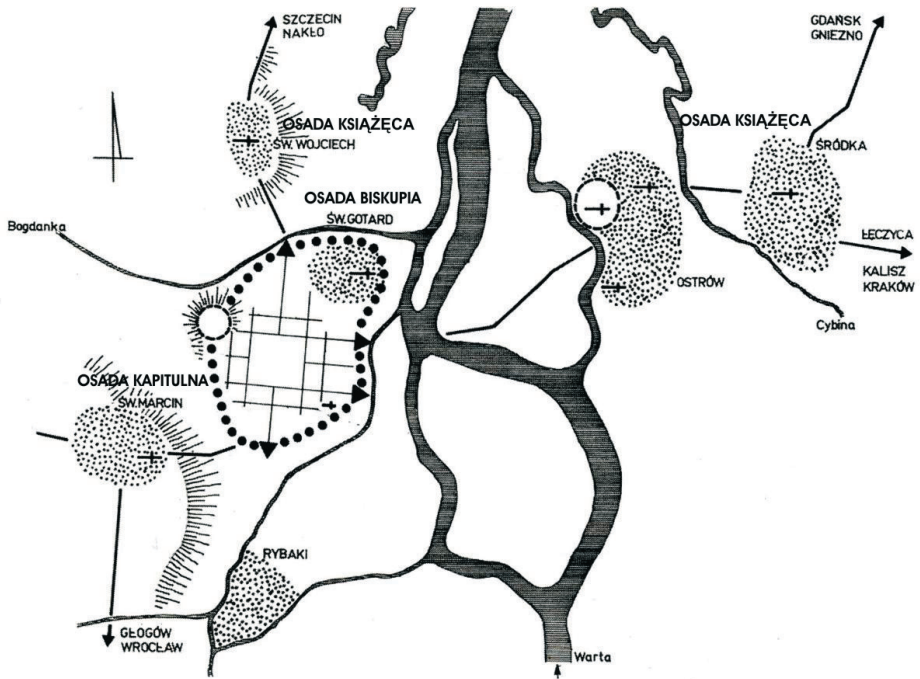 SZCZECIN
NAKŁO
GDAŃSK
GNIEZNO
OSADA KSIĄŻĘCA
ŚW. WOJCIECH
OSADA KSIĄŻĘCA
ŚRÓDKA
OSADA BISKUPIA
ŚW. GOTARD
Bogdanka
ŁĘCZYCA
KALISZ
KRAKÓW
OSTRÓW
Cybina
OSADA KAPITULNA
ŚW. MARCIN
RYBAKI
GŁOGÓW
WROCŁAW
Warta